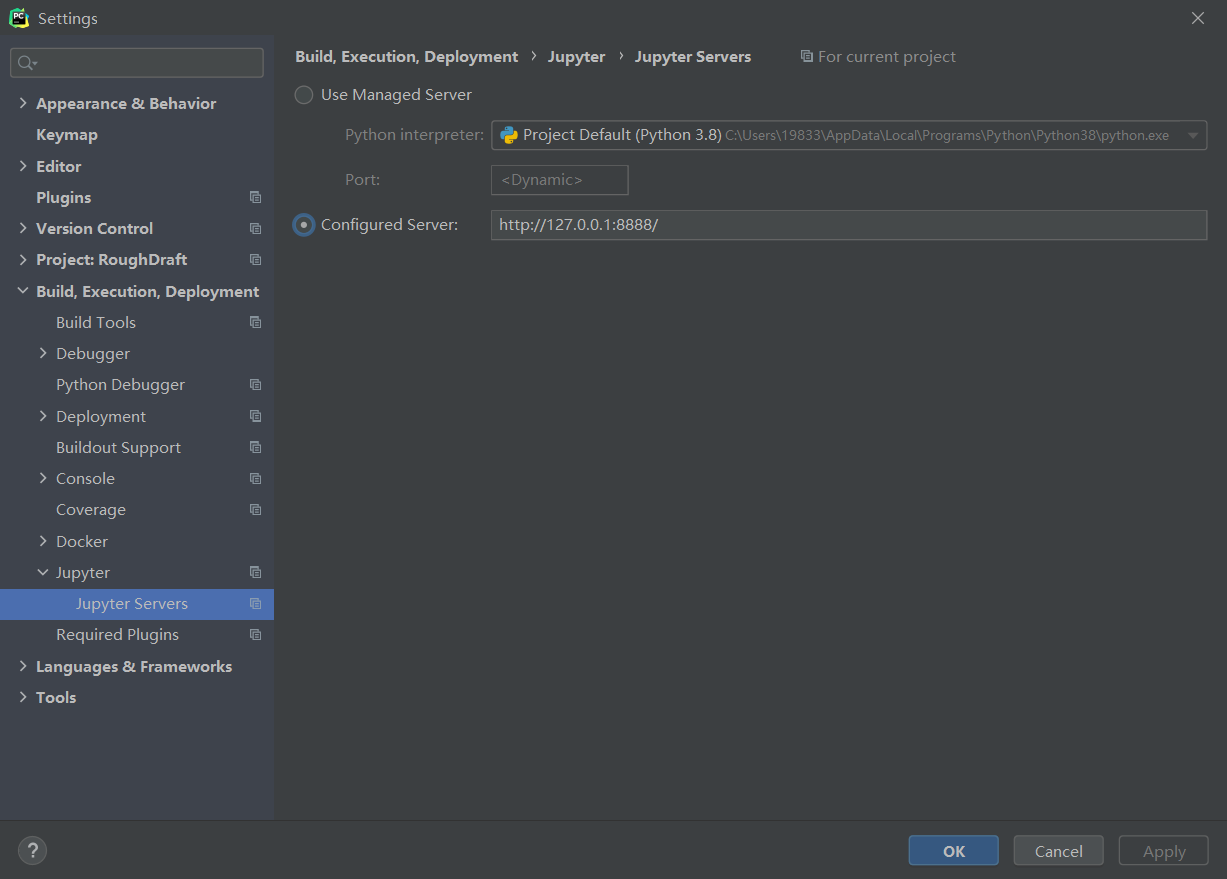 Settings
Build, Execution, Deployment › Jupyter › Jupyter Servers For current project
Appearance & Behavior
Keymap
Editor
Plugins
Version Control
Project: RoughDraft
Build, Execution, Deployment
Build Tools
Debugger
Python Debugger
Deployment
Buildout Support
Console
Coverage
Docker
Jupyter
Jupyter Servers
Required Plugins
Languages & Frameworks
Tools
Use Managed Server
Python interpreter: Project Default (Python 3.8) C:\Users\19833\AppData\Local\Programs\Python\Python38\python.exe
Port: <Dynamic>
Configured Server: http://127.0.0.1:8888/
?
OK Cancel Apply